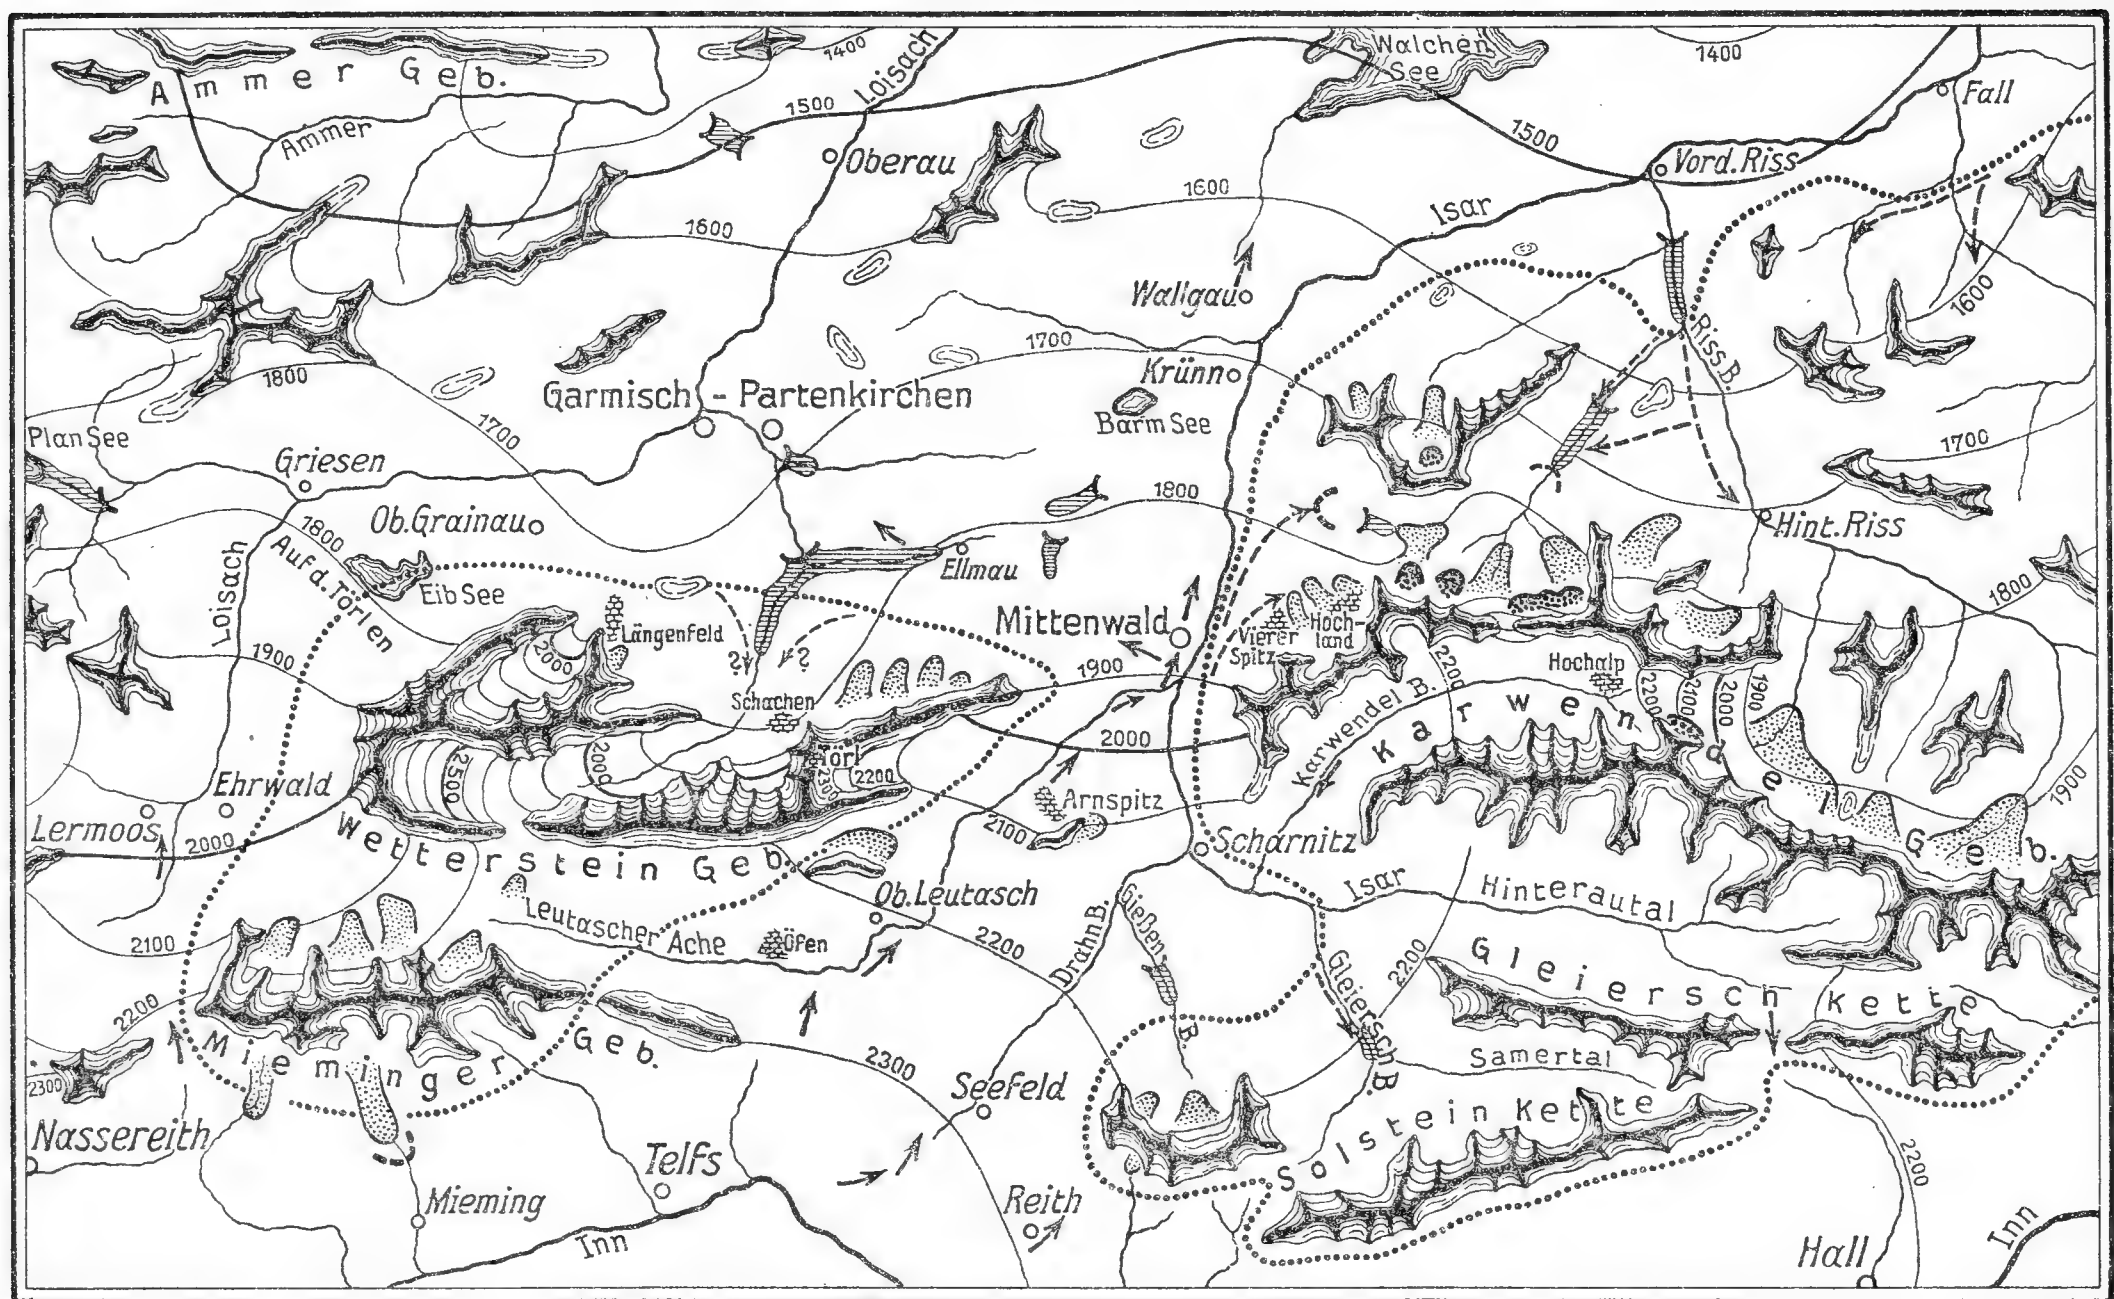 Ammer Geb.
1400
Loisach
Walchen
See
1400
Fall
1500
Ammer
1500
Oberau
Vord. Riss
1600
1600
Isar
Wallgau
1600
Riss B.
1800
1700
Garmisch - Partenkirchen
Krünn
Barm See
Plan See
1700
1700
Griesen
1800
Ob. Grainau
1800
Hint. Riss
Auf d. Törlen
Loisach
Eib See
Ellmau
1800
Längenfeld
Mittenwald
Vierer
Spitz
Hoch-
land
2000
1900
? ?
1900
Hochalp
2200
2200
2100
2000
1900
Schachen
Karwendel B.
Karwendel Geb.
2000
Törl
2500
2000
2200
2200
Ehrwald
Arnspitz
1900
Lermoos
2000
2100
Scharnitz
Wetterstein Geb.
Ob. Leutasch
Isar
Hinterautal
Leutascher Ache
Öfen
2100
2200
Drahn B.
Gießen B.
Gleiersch B.
2200
Gleiersch Kette
2200
Mieminger Geb.
2300
Samertal
2300
Seefeld
Solstein Kette
Nassereith
Telfs
2200
Mieming
Reith
Inn
Hall
Inn